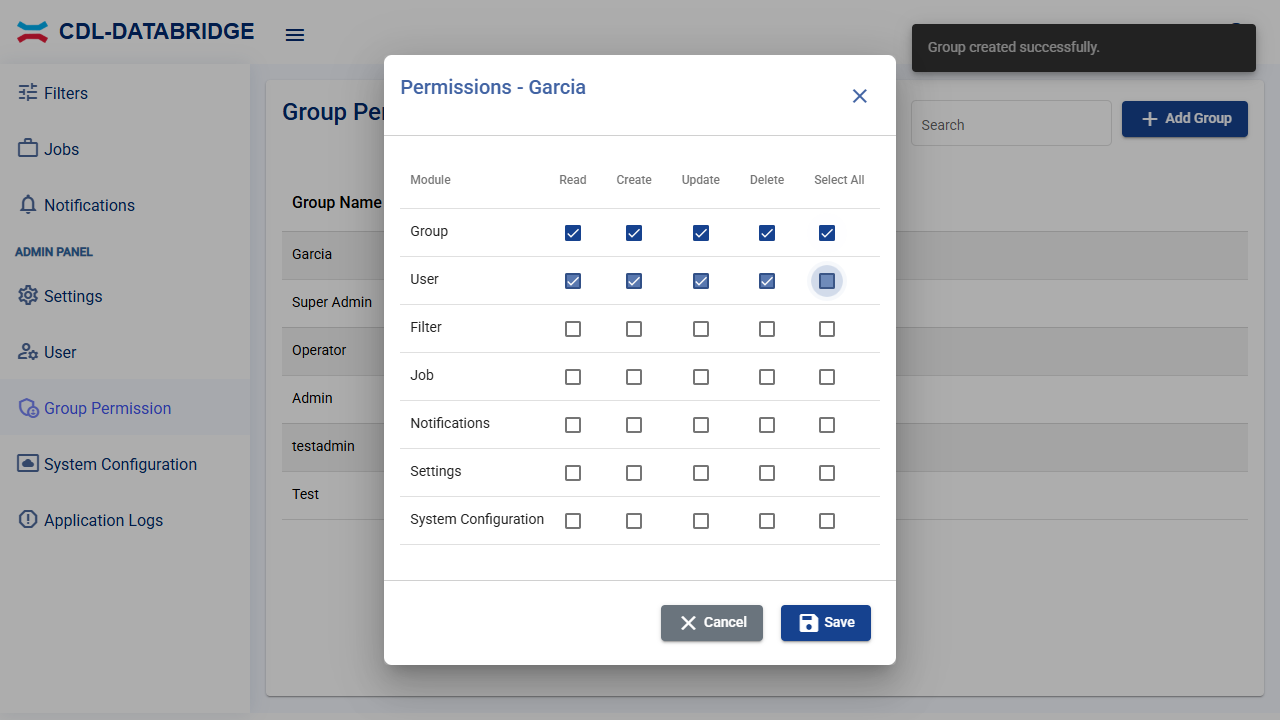 CDL-DATABRIDGE
Group created successfully.
Filters
Jobs
Notifications
ADMIN PANEL
Settings
User
Group Permission
System Configuration
Application Logs
Group Per
Search
Add Group
Group Name
Garcia
Super Admin
Operator
Admin
testadmin
Test
Permissions - Garcia
Module Read Create Update Delete Select All
Group
User
Filter
Job
Notifications
Settings
System Configuration
Cancel Save